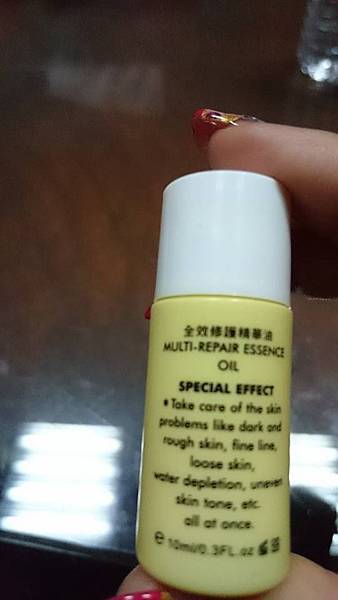 全效修護精華油
MULTI-REPAIR ESSENCE
OIL
SPECIAL EFFECT
• Take care of the skin
problems like dark and
rough skin, fine line,
loose skin,
water depletion, uneven
skin tone, etc.
all at once.
℮ 10ml/0.3FL.oz